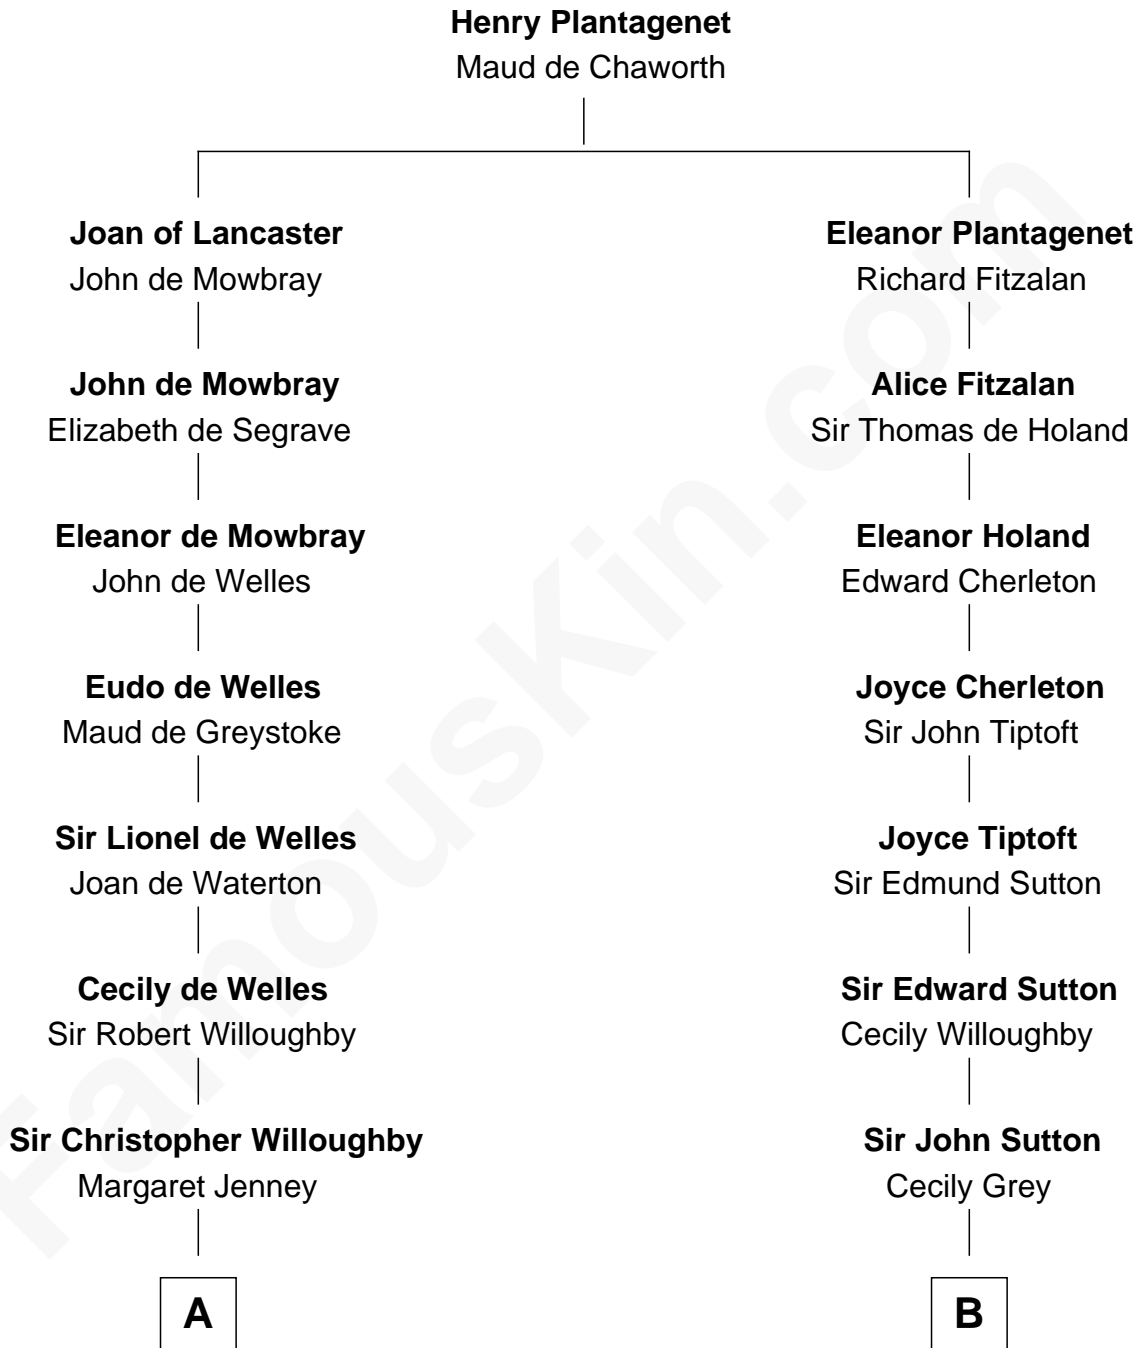 Henry Plantagenet
Maud de Chaworth
Joan of Lancaster
John de Mowbray
Eleanor Plantagenet
Richard Fitzalan
John de Mowbray
Elizabeth de Segrave
Alice Fitzalan
Sir Thomas de Holand
Eleanor de Mowbray
John de Welles
Eleanor Holand
Edward Cherleton
Eudo de Welles
Maud de Greystoke
Joyce Cherleton
Sir John Tiptoft
Sir Lionel de Welles
Joan de Waterton
Joyce Tiptoft
Sir Edmund Sutton
Cecily de Welles
Sir Robert Willoughby
Sir Edward Sutton
Cecily Willoughby
Sir Christopher Willoughby
Margaret Jenney
Sir John Sutton
Cecily Grey
A
B
FamousKin.com